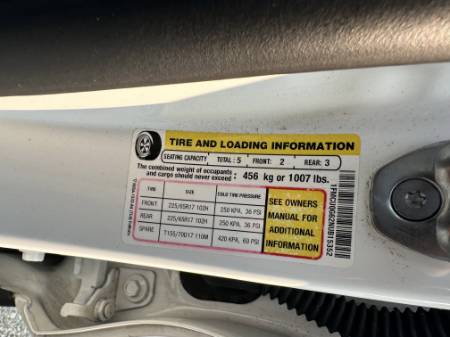 TIRE AND LOADING INFORMATION
SEATING CAPACITY TOTAL: 5 FRONT: 2 REAR: 3
The combined weight of occupants and cargo should never exceed: 456 kg or 1007 lbs.
TIRE SIZE COLD TIRE PRESSURE
FRONT 225/65R17 102H 250 KPA, 36 PSI
REAR 225/65R17 102H 250 KPA, 36 PSI
SPARE T155/70D17 110M 420 KPA, 60 PSI
SEE OWNERS
MANUAL FOR
ADDITIONAL
INFORMATION